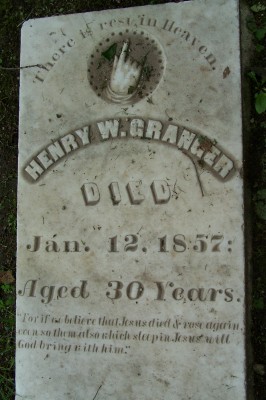 There is rest in Heaven.
HENRY W. GRANGER
DIED
Jan. 12. 1857:
Aged 30 Years.
"For if we believe that Jesus died & rose again,
even so them also which sleep in Jesus will
God bring with him."